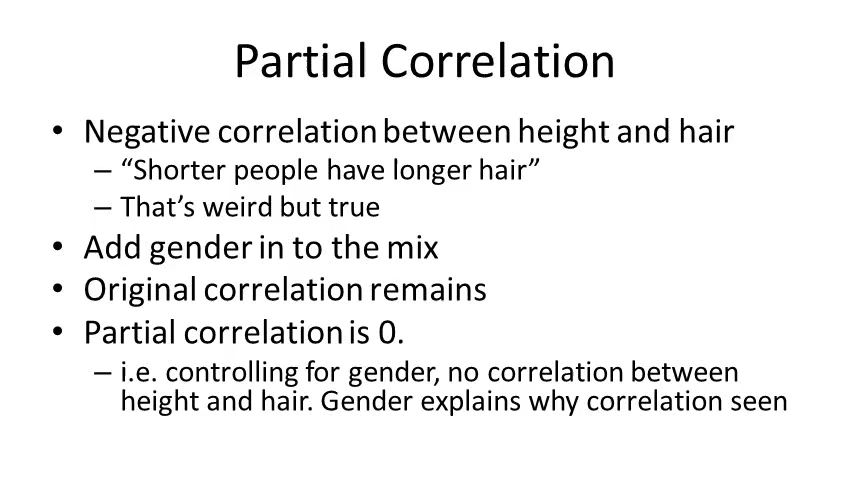 Partial Correlation
• Negative correlation between height and hair
– “Shorter people have longer hair”
– That’s weird but true
• Add gender in to the mix
• Original correlation remains
• Partial correlation is 0.
– i.e. controlling for gender, no correlation between
height and hair. Gender explains why correlation seen